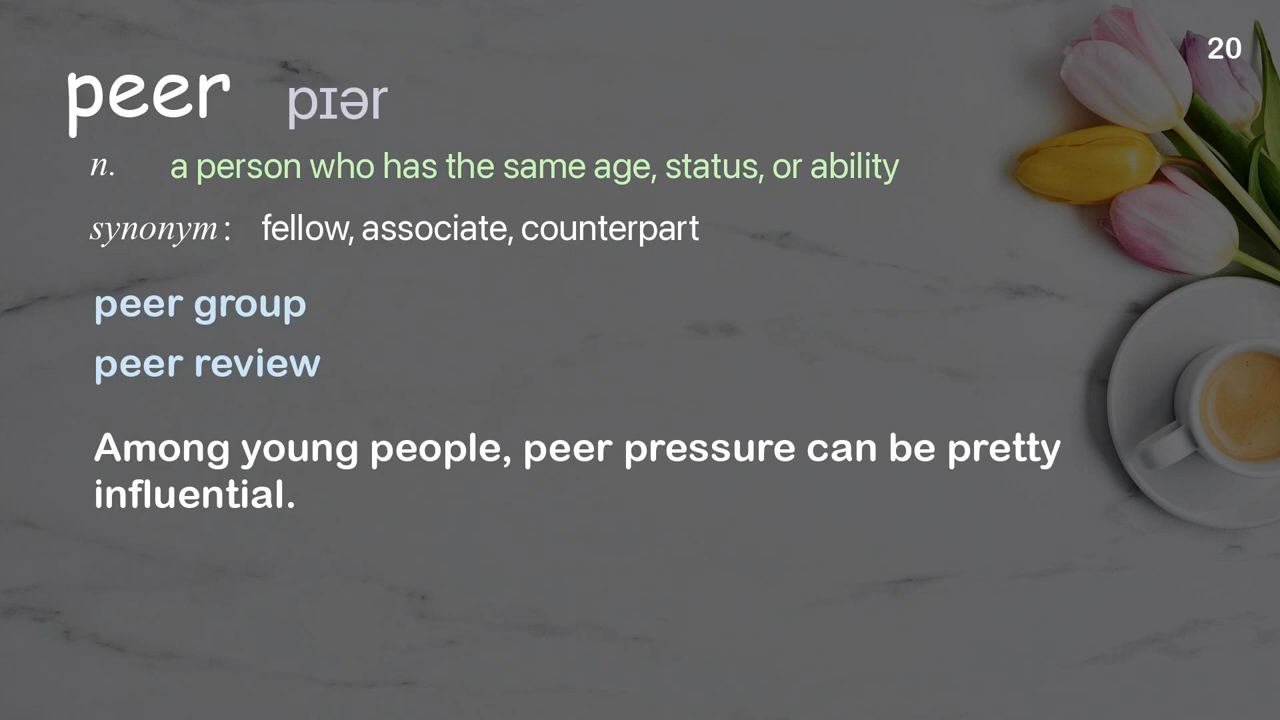 20
peer pɪər
n. a person who has the same age, status, or ability
synonym: fellow, associate, counterpart
peer group
peer review
Among young people, peer pressure can be pretty
influential.